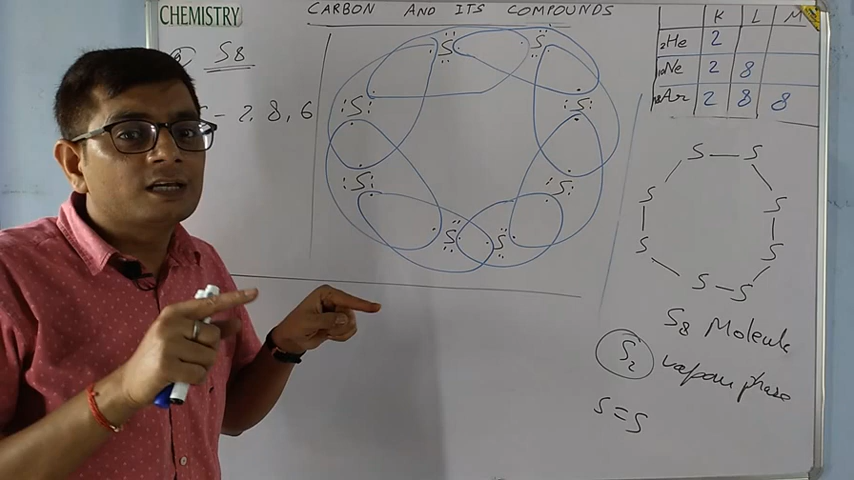 CHEMISTRY
CARBON AND ITS COMPOUNDS
K L M
₂He 2
₁₀Ne 2 8
₁₈Ar 2 8 8
S8
- 2, 8, 6
S S
S S
S S
S S
S — S
S S
S S
S — S
S8 Molecule
S2 vapour phase
S=S